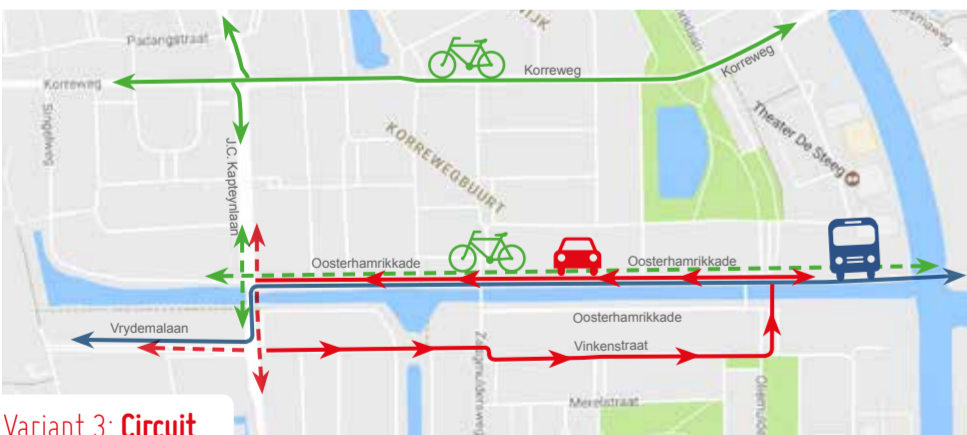 Padangstraat
Korreweg
Korreweg
Korreweg
Singelweg
J.C. Kapteynlaan
KORREWEGBUURT
Theater De Steeg
Oosterhamrikkade
Oosterhamrikkade
Vrydemalaan
Oosterhamrikkade
Vinkenstraat
Merelstraat
Variant 3: Circuit